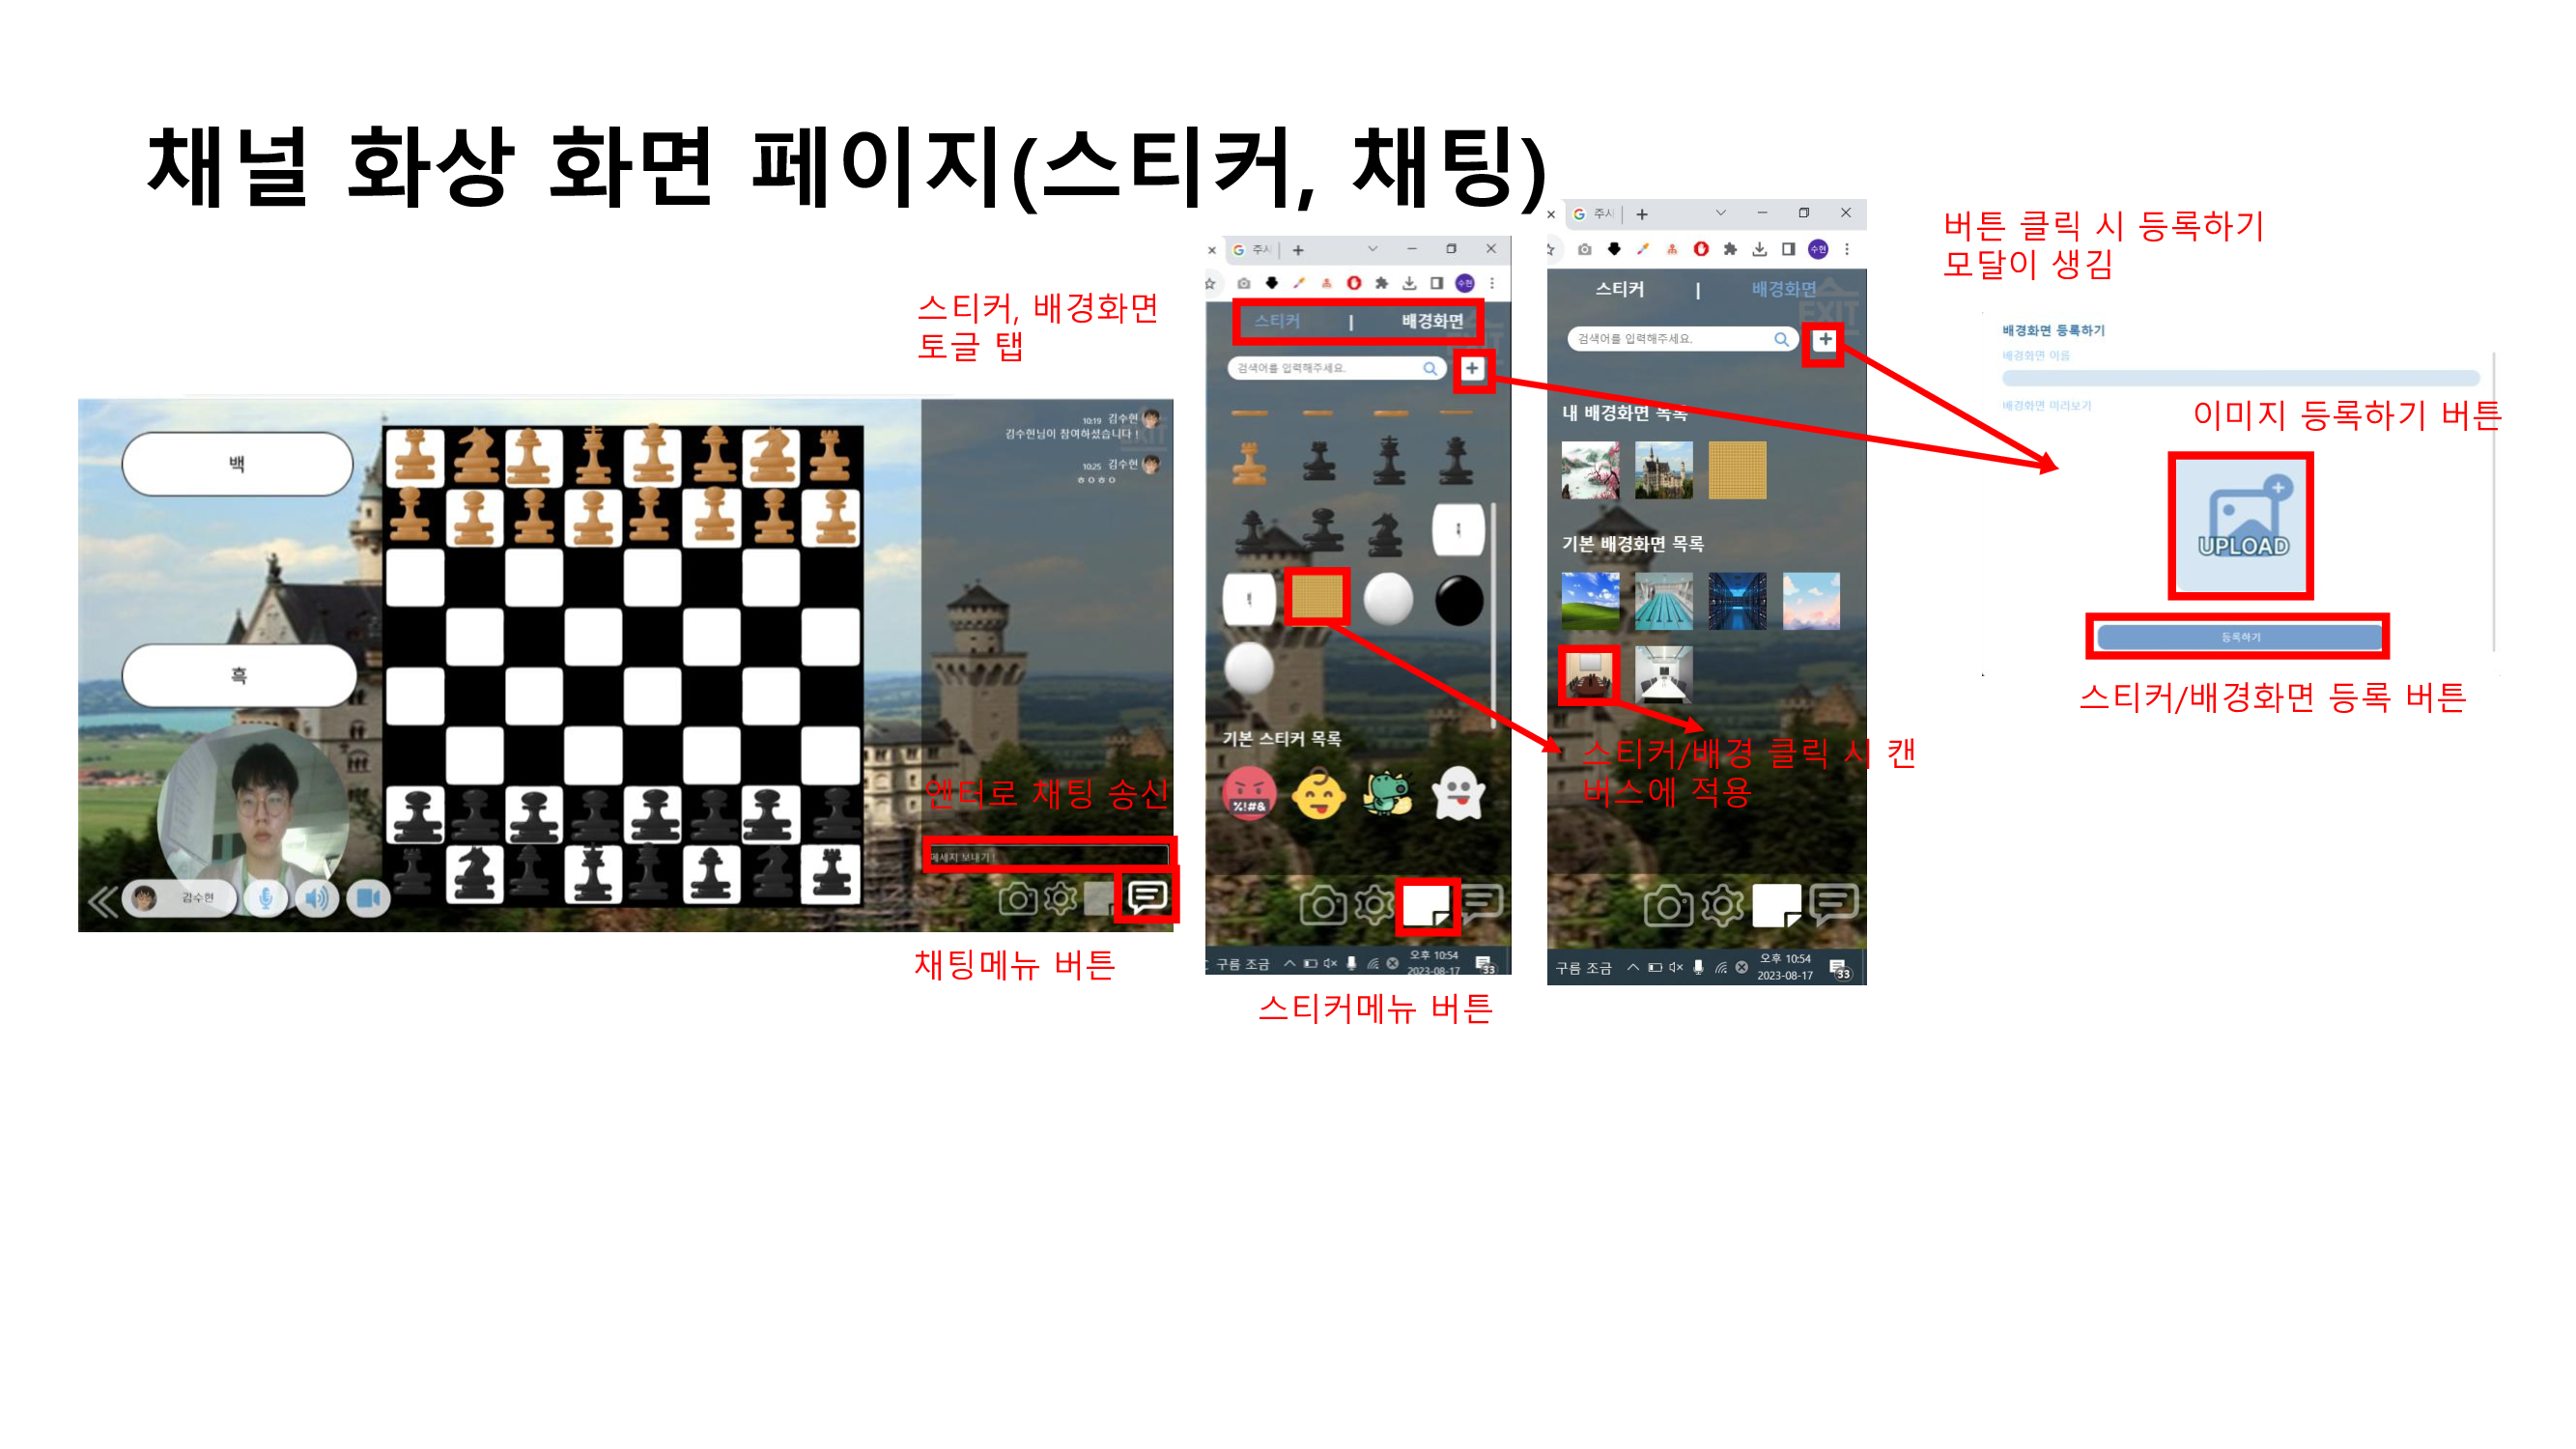 채널 화상 화면 페이지(스티커, 채팅)
스티커, 배경화면
토글 탭
백
흑
10:19 김수현
김수현님이 참여하셨습니다 !
10:25 김수현
ㅎㅇㅎㅇ
엔터로 채팅 송신
메세지 보내기 !
김수현
채팅메뉴 버튼
주시
수현
스티커 | 배경화면
검색어를 입력해주세요.
기본 스티커 목록
%!#&
구름 조금
오후 10:54
2023-08-17
33
스티커메뉴 버튼
주시
수현
스티커 | 배경화면
EXIT
검색어를 입력해주세요.
내 배경화면 목록
기본 배경화면 목록
스티커/배경 클릭 시 캔
버스에 적용
구름 조금
오후 10:54
2023-08-17
33
버튼 클릭 시 등록하기
모달이 생김
배경화면 등록하기
배경화면 이름
배경화면 미리보기
이미지 등록하기 버튼
UPLOAD
등록하기
스티커/배경화면 등록 버튼